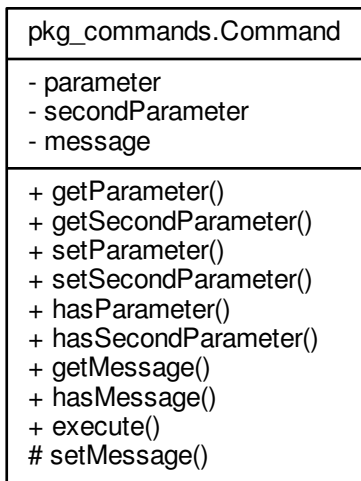 pkg_commands.Command
- parameter
- secondParameter
- message
+ getParameter()
+ getSecondParameter()
+ setParameter()
+ setSecondParameter()
+ hasParameter()
+ hasSecondParameter()
+ getMessage()
+ hasMessage()
+ execute()
# setMessage()